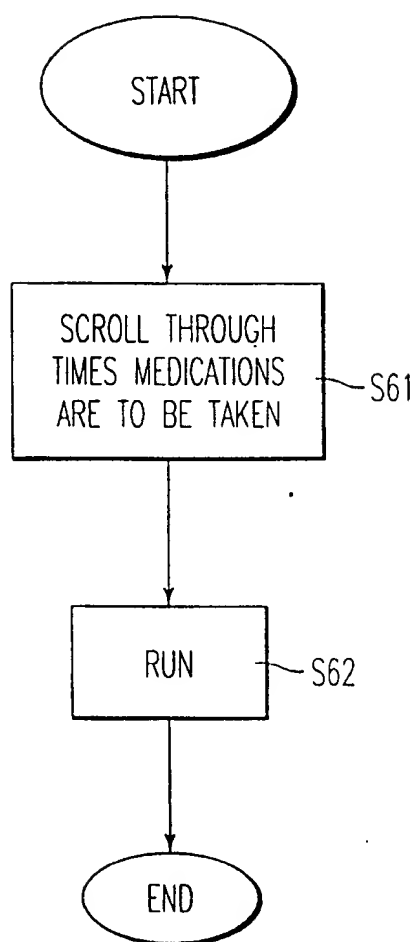 START
SCROLL THROUGH
TIMES MEDICATIONS
ARE TO BE TAKEN
S61
RUN
S62
END